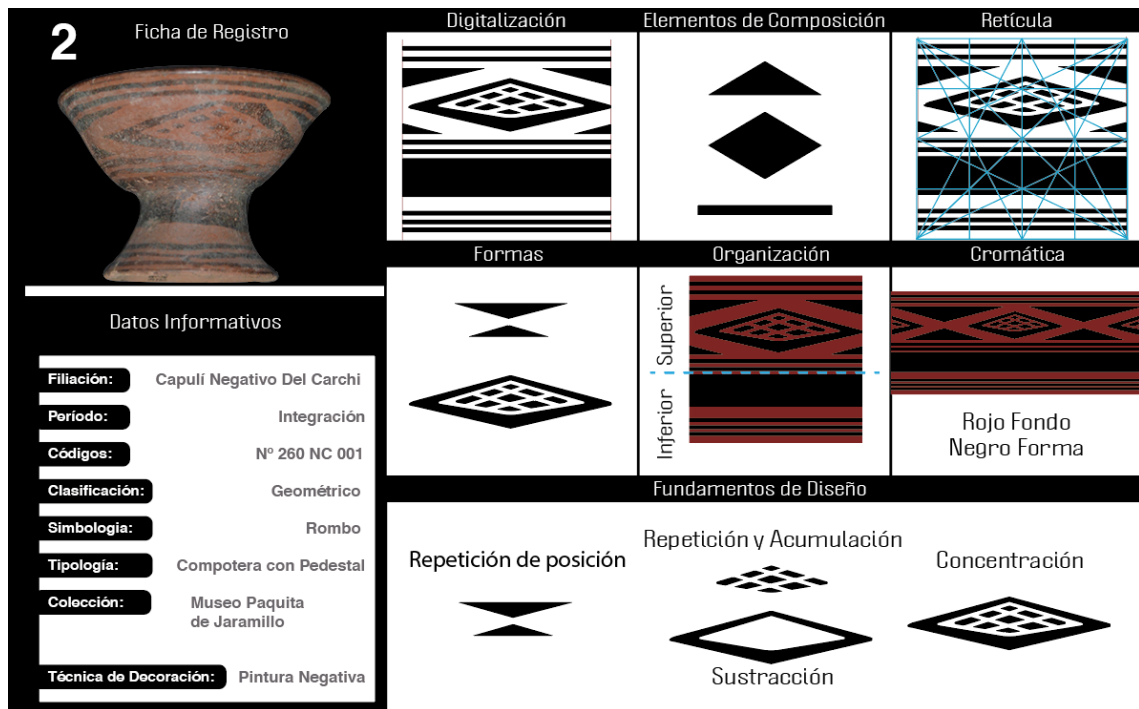 2
Ficha de Registro
Digitalización
Elementos de Composición
Retícula
Formas
Organización
Cromática
Superior
Inferior
Rojo Fondo
Negro Forma
Datos Informativos
Filiación: Capulí Negativo Del Carchi
Período: Integración
Códigos: Nº 260 NC 001
Clasificación: Geométrico
Simbologia: Rombo
Tipología: Compotera con Pedestal
Colección: Museo Paquita
de Jaramillo
Técnica de Decoración: Pintura Negativa
Fundamentos de Diseño
Repetición de posición
Repetición y Acumulación
Sustracción
Concentración